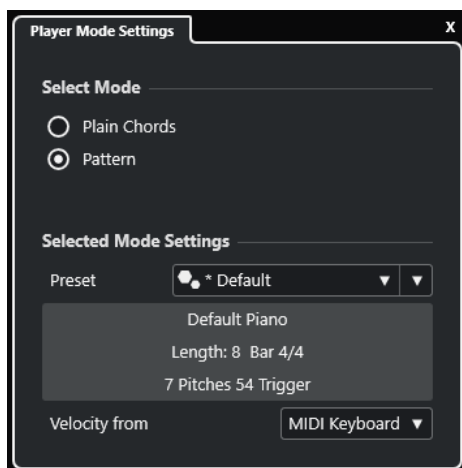 Player Mode Settings X
Select Mode
Plain Chords
Pattern
Selected Mode Settings
Preset * Default
Default Piano
Length: 8 Bar 4/4
7 Pitches 54 Trigger
Velocity from MIDI Keyboard